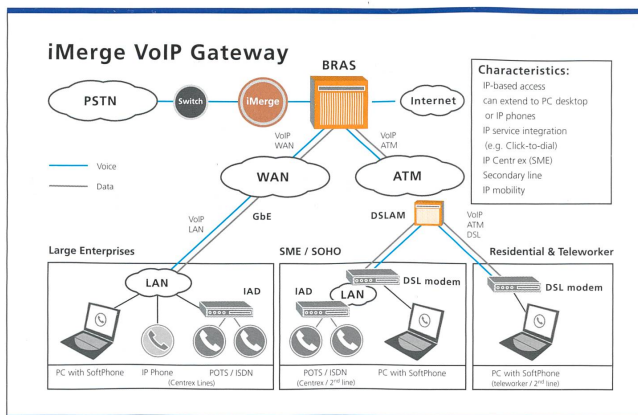 iMerge VoIP Gateway
BRAS
PSTN
Switch
iMerge
Internet
Characteristics:
IP-based access
can extend to PC desktop
or IP phones
IP service integration
(e.g. Click-to-dial)
IP Centr ex (SME)
Secondary line
IP mobility
VoIP
WAN
VoIP
ATM
Voice
Data
WAN
ATM
VoIP
LAN
GbE
DSLAM
VoIP
ATM
DSL
Large Enterprises
SME / SOHO
Residential & Teleworker
LAN
IAD
IAD
LAN
DSL modem
DSL modem
PC with SoftPhone
IP Phone
POTS / ISDN
(Centrex Lines)
POTS / ISDN
(Centrex / 2nd line)
PC with SoftPhone
PC with SoftPhone
(teleworker / 2nd line)